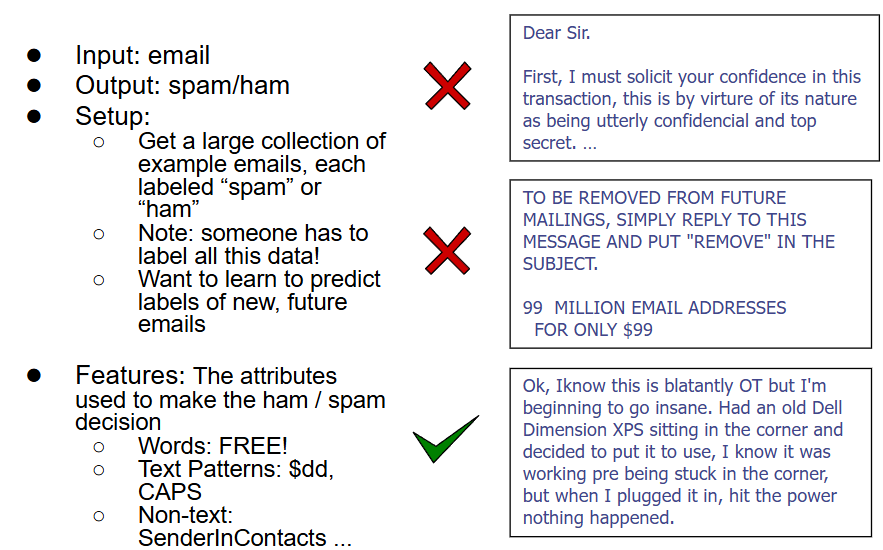 ● Input: email
● Output: spam/ham
● Setup:
○ Get a large collection of
example emails, each
labeled “spam” or
“ham”
○ Note: someone has to
label all this data!
○ Want to learn to predict
labels of new, future
emails
● Features: The attributes
used to make the ham / spam
decision
○ Words: FREE!
○ Text Patterns: $dd,
CAPS
○ Non-text:
SenderInContacts ...
Dear Sir.
First, I must solicit your confidence in this
transaction, this is by virture of its nature
as being utterly confidencial and top
secret. …
TO BE REMOVED FROM FUTURE
MAILINGS, SIMPLY REPLY TO THIS
MESSAGE AND PUT "REMOVE" IN THE
SUBJECT.
99 MILLION EMAIL ADDRESSES
FOR ONLY $99
Ok, Iknow this is blatantly OT but I'm
beginning to go insane. Had an old Dell
Dimension XPS sitting in the corner and
decided to put it to use, I know it was
working pre being stuck in the corner,
but when I plugged it in, hit the power
nothing happened.